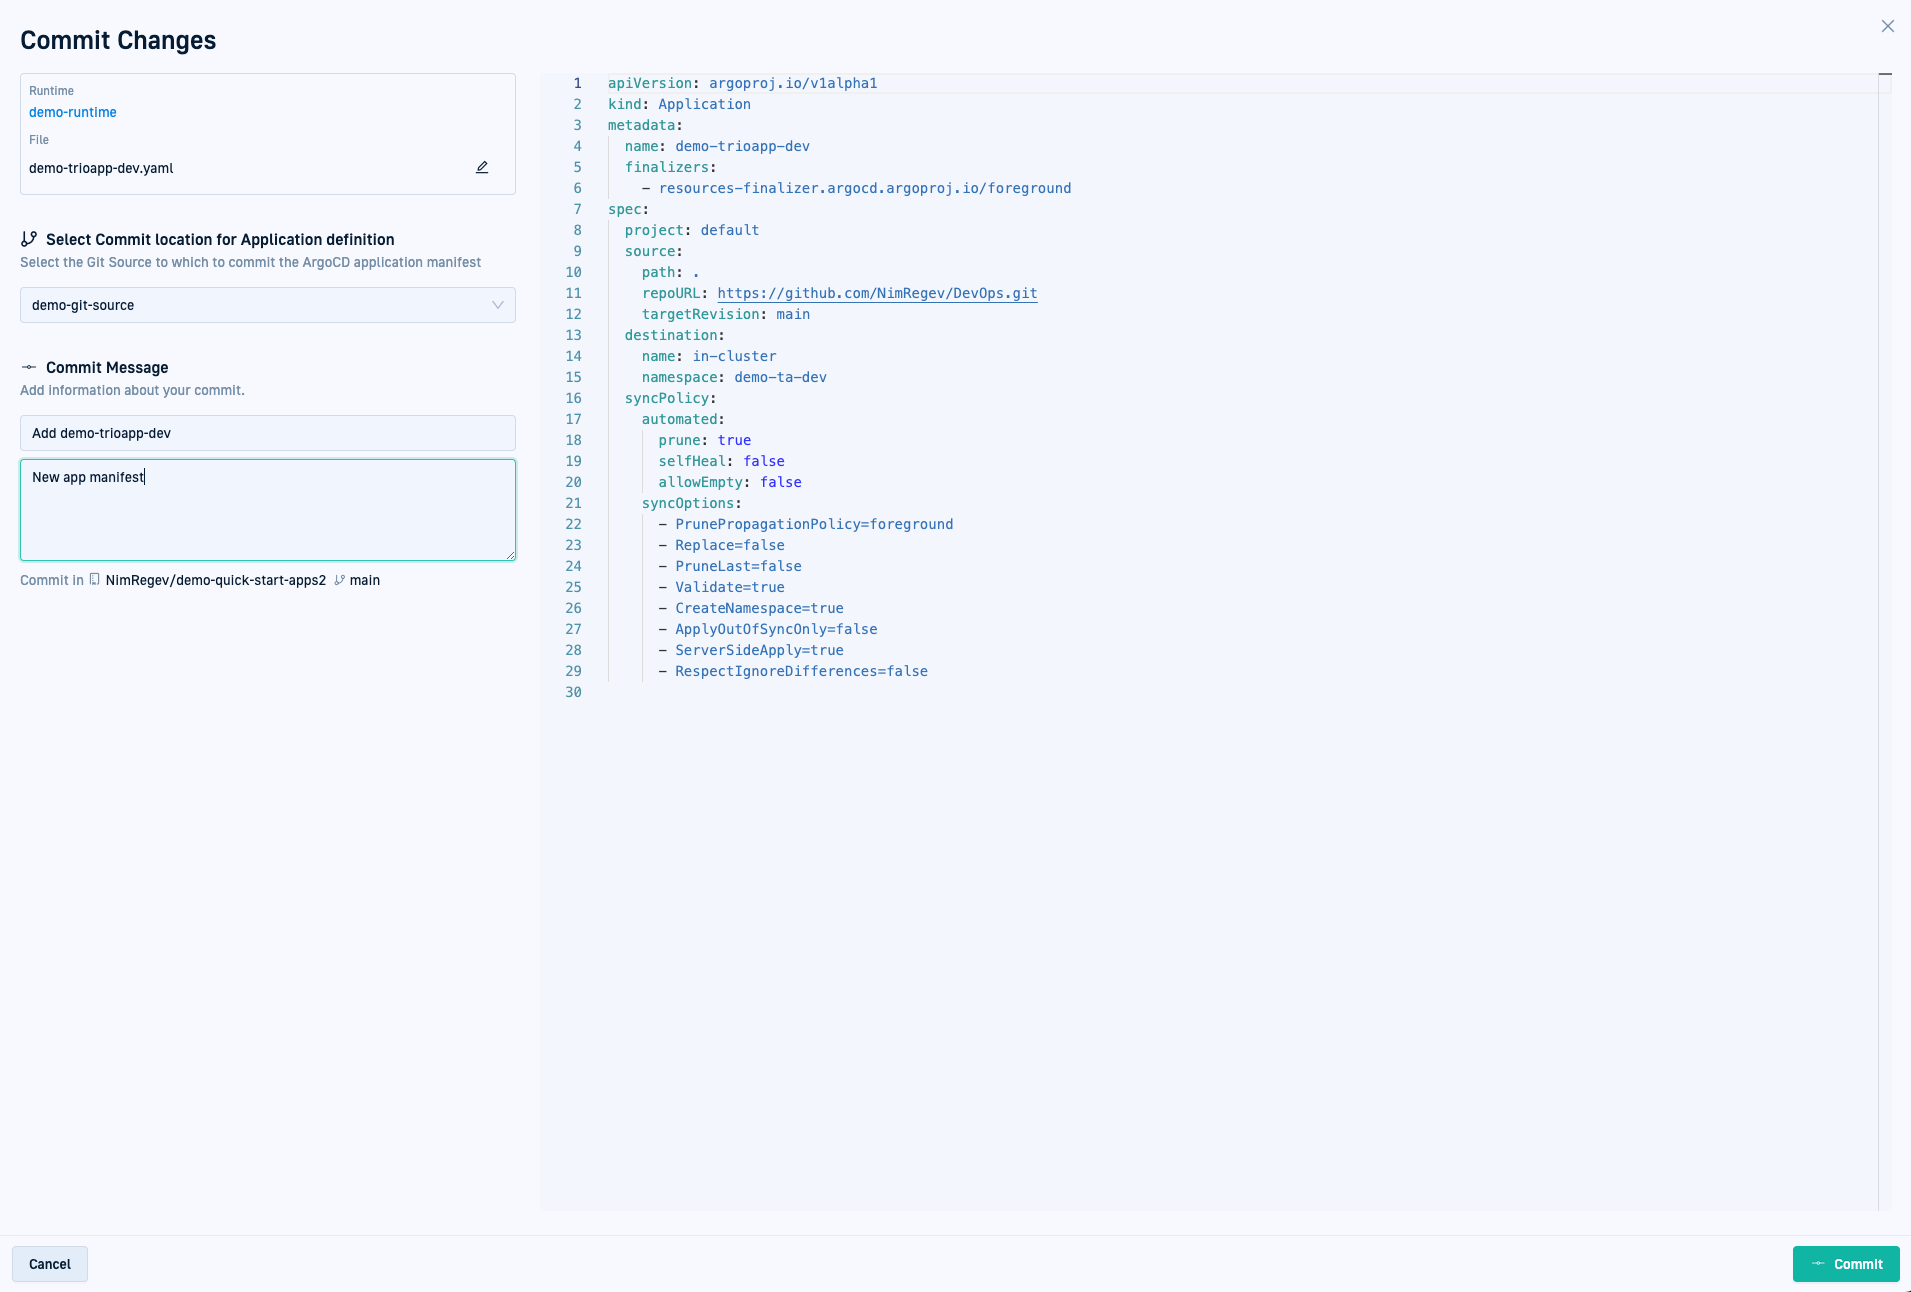 Commit Changes
Runtime
demo-runtime
File
demo-trioapp-dev.yaml
Select Commit location for Application definition
Select the Git Source to which to commit the ArgoCD application manifest
demo-git-source
Commit Message
Add information about your commit.
Add demo-trioapp-dev
New app manifest
Commit in NimRegev/demo-quick-start-apps2 main
1 apiVersion: argoproj.io/v1alpha1
2 kind: Application
3 metadata:
4   name: demo-trioapp-dev
5   finalizers:
6     - resources-finalizer.argocd.argoproj.io/foreground
7 spec:
8   project: default
9   source:
10     path: .
11     repoURL: https://github.com/NimRegev/DevOps.git
12     targetRevision: main
13   destination:
14     name: in-cluster
15     namespace: demo-ta-dev
16   syncPolicy:
17     automated:
18       prune: true
19       selfHeal: false
20       allowEmpty: false
21     syncOptions:
22       - PrunePropagationPolicy=foreground
23       - Replace=false
24       - PruneLast=false
25       - Validate=true
26       - CreateNamespace=true
27       - ApplyOutOfSyncOnly=false
28       - ServerSideApply=true
29       - RespectIgnoreDifferences=false
30
Cancel
Commit